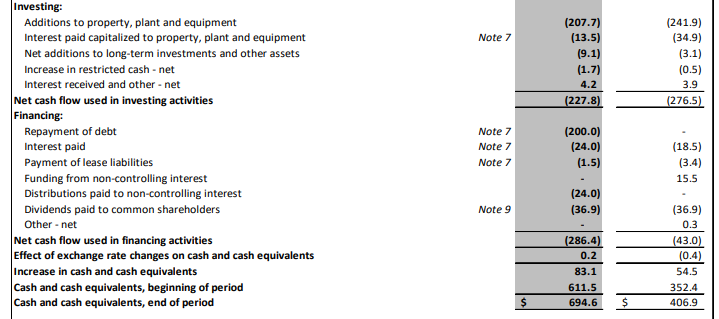 Investing:
Additions to property, plant and equipment (207.7) (241.9)
Interest paid capitalized to property, plant and equipment Note 7 (13.5) (34.9)
Net additions to long-term investments and other assets (9.1) (3.1)
Increase in restricted cash - net (1.7) (0.5)
Interest received and other - net 4.2 3.9
Net cash flow used in investing activities (227.8) (276.5)
Financing:
Repayment of debt Note 7 (200.0) -
Interest paid Note 7 (24.0) (18.5)
Payment of lease liabilities Note 7 (1.5) (3.4)
Funding from non-controlling interest - 15.5
Distributions paid to non-controlling interest (24.0) -
Dividends paid to common shareholders Note 9 (36.9) (36.9)
Other - net - 0.3
Net cash flow used in financing activities (286.4) (43.0)
Effect of exchange rate changes on cash and cash equivalents 0.2 (0.4)
Increase in cash and cash equivalents 83.1 54.5
Cash and cash equivalents, beginning of period 611.5 352.4
Cash and cash equivalents, end of period $ 694.6 $ 406.9